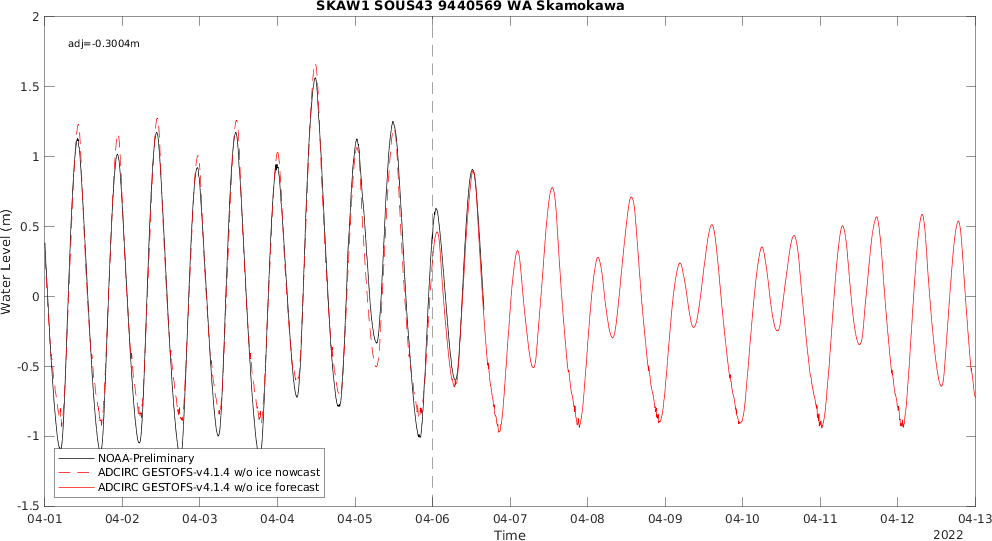 SKAW1 SOUS43 9440569 WA Skamokawa
adj=-0.3004m
Water Level (m)
2
1.5
1
0.5
0
-0.5
-1
-1.5
NOAA-Preliminary
ADCIRC GESTOFS-v4.1.4 w/o ice nowcast
ADCIRC GESTOFS-v4.1.4 w/o ice forecast
04-01 04-02 04-03 04-04 04-05 04-06 04-07 04-08 04-09 04-10 04-11 04-12 04-13
Time
2022